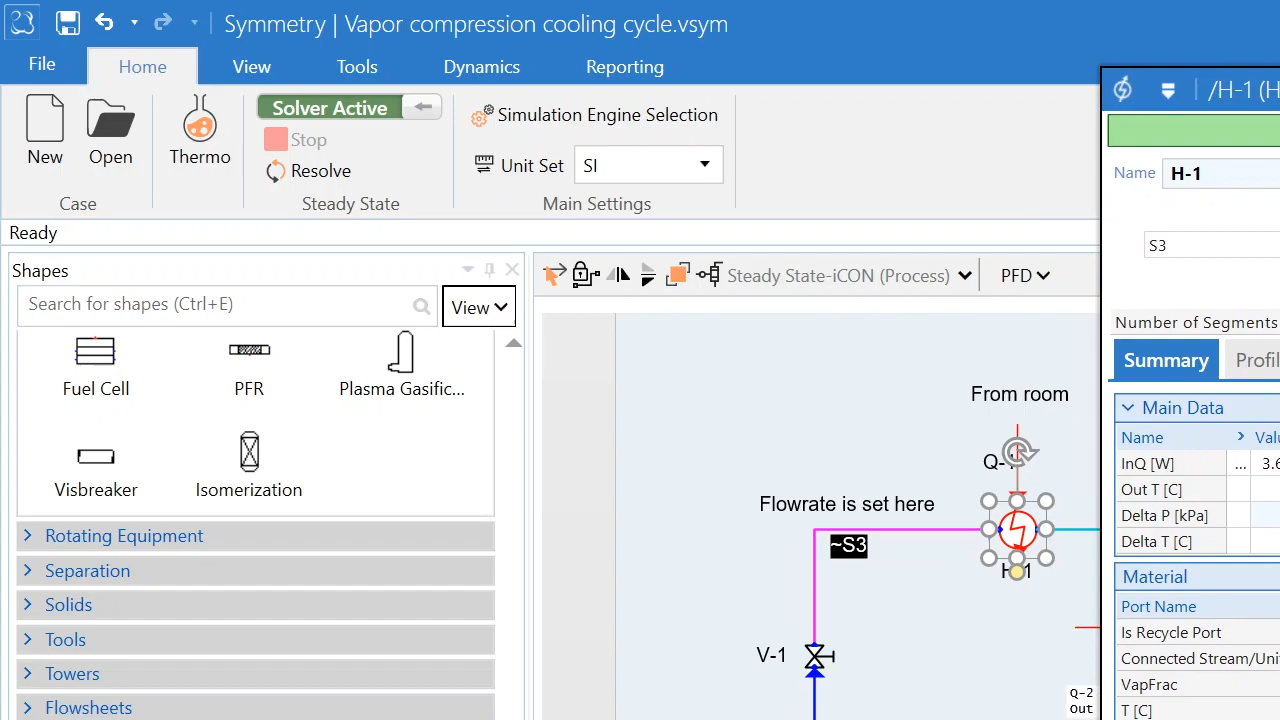 Symmetry | Vapor compression cooling cycle.vsym
File
Home
View
Tools
Dynamics
Reporting
/H-1 (H
New
Open
Thermo
Solver Active
Stop
Resolve
Simulation Engine Selection
Unit Set
SI
Case
Steady State
Main Settings
Name
H-1
Ready
S3
Shapes
Search for shapes (Ctrl+E)
View
Steady State-iCON (Process)
PFD
Number of Segments
Summary
Fuel Cell
PFR
Plasma Gasific...
From room
Main Data
Name
InQ [W]
...
3.6
Out T [C]
Delta P [kPa]
Delta T [C]
Visbreaker
Isomerization
Flowrate is set here
~S3
Rotating Equipment
Separation
Solids
Tools
Towers
Flowsheets
V-1
Material
Port Name
Is Recycle Port
Connected Stream/Uni
VapFrac
T [C]
Q-2
Out